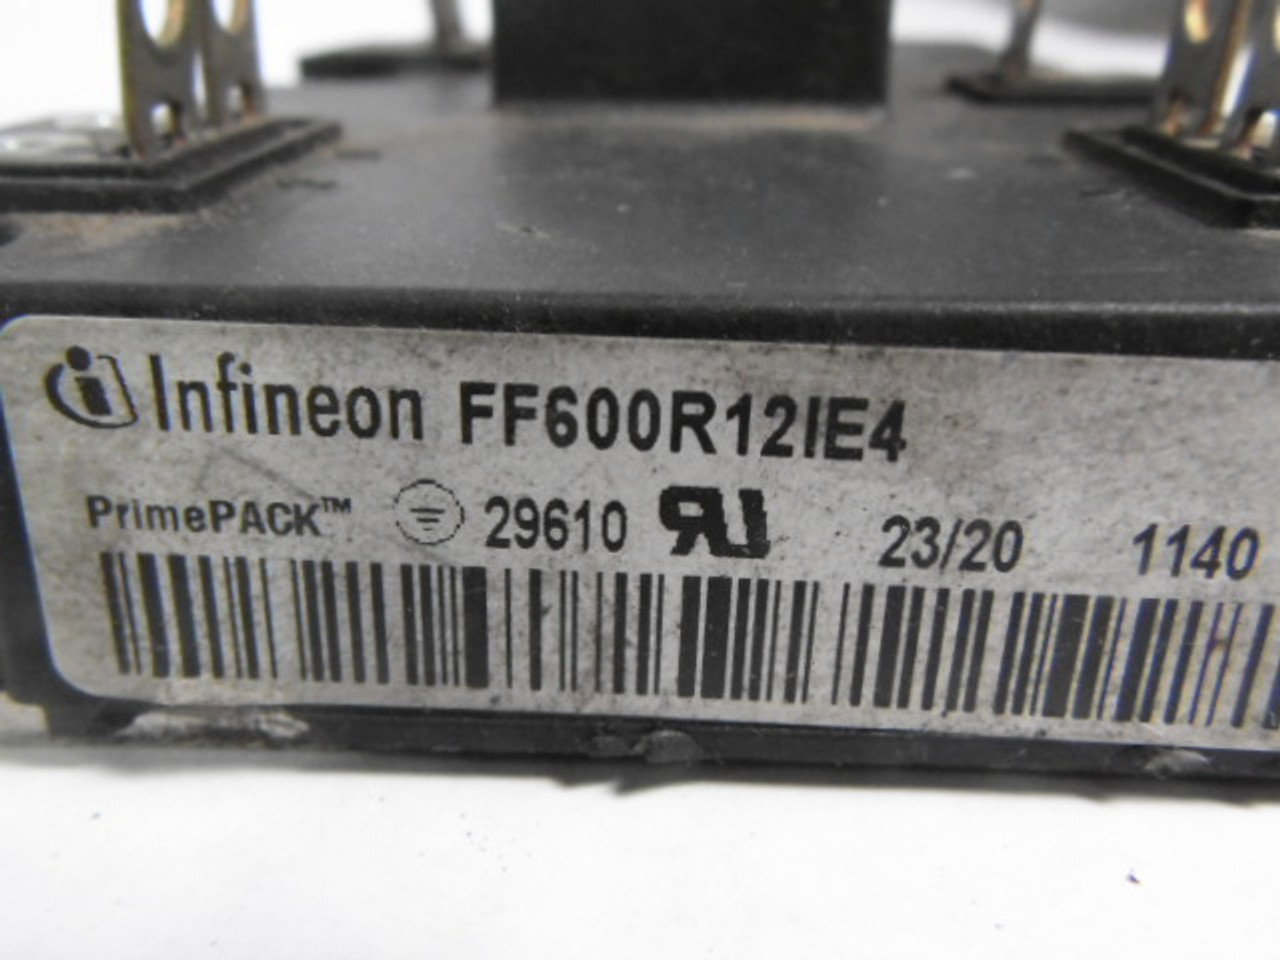 Infineon FF600R12IE4
PrimePACK™ 29610 23/20 1140